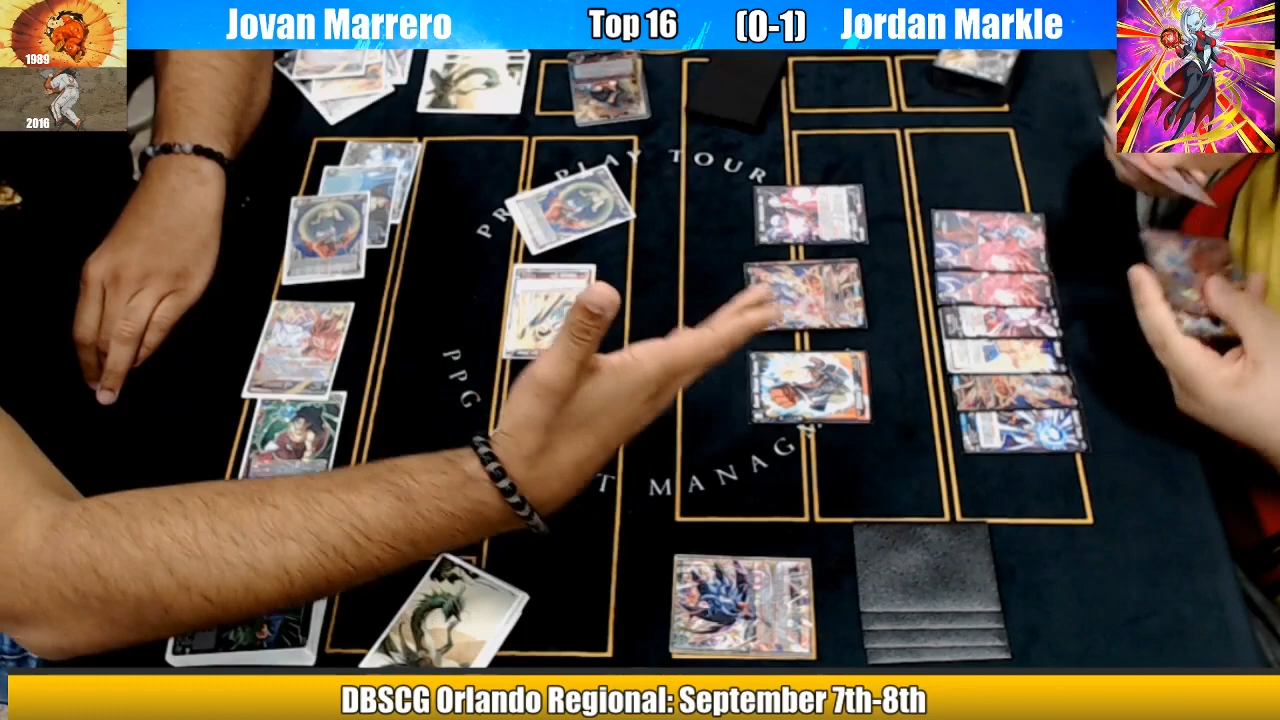 Jovan Marrero
Top 16
(0-1)
Jordan Markle
1989
2016
PLAY TOUR
PPG
MANAG
DBSCG Orlando Regional: September 7th-8th